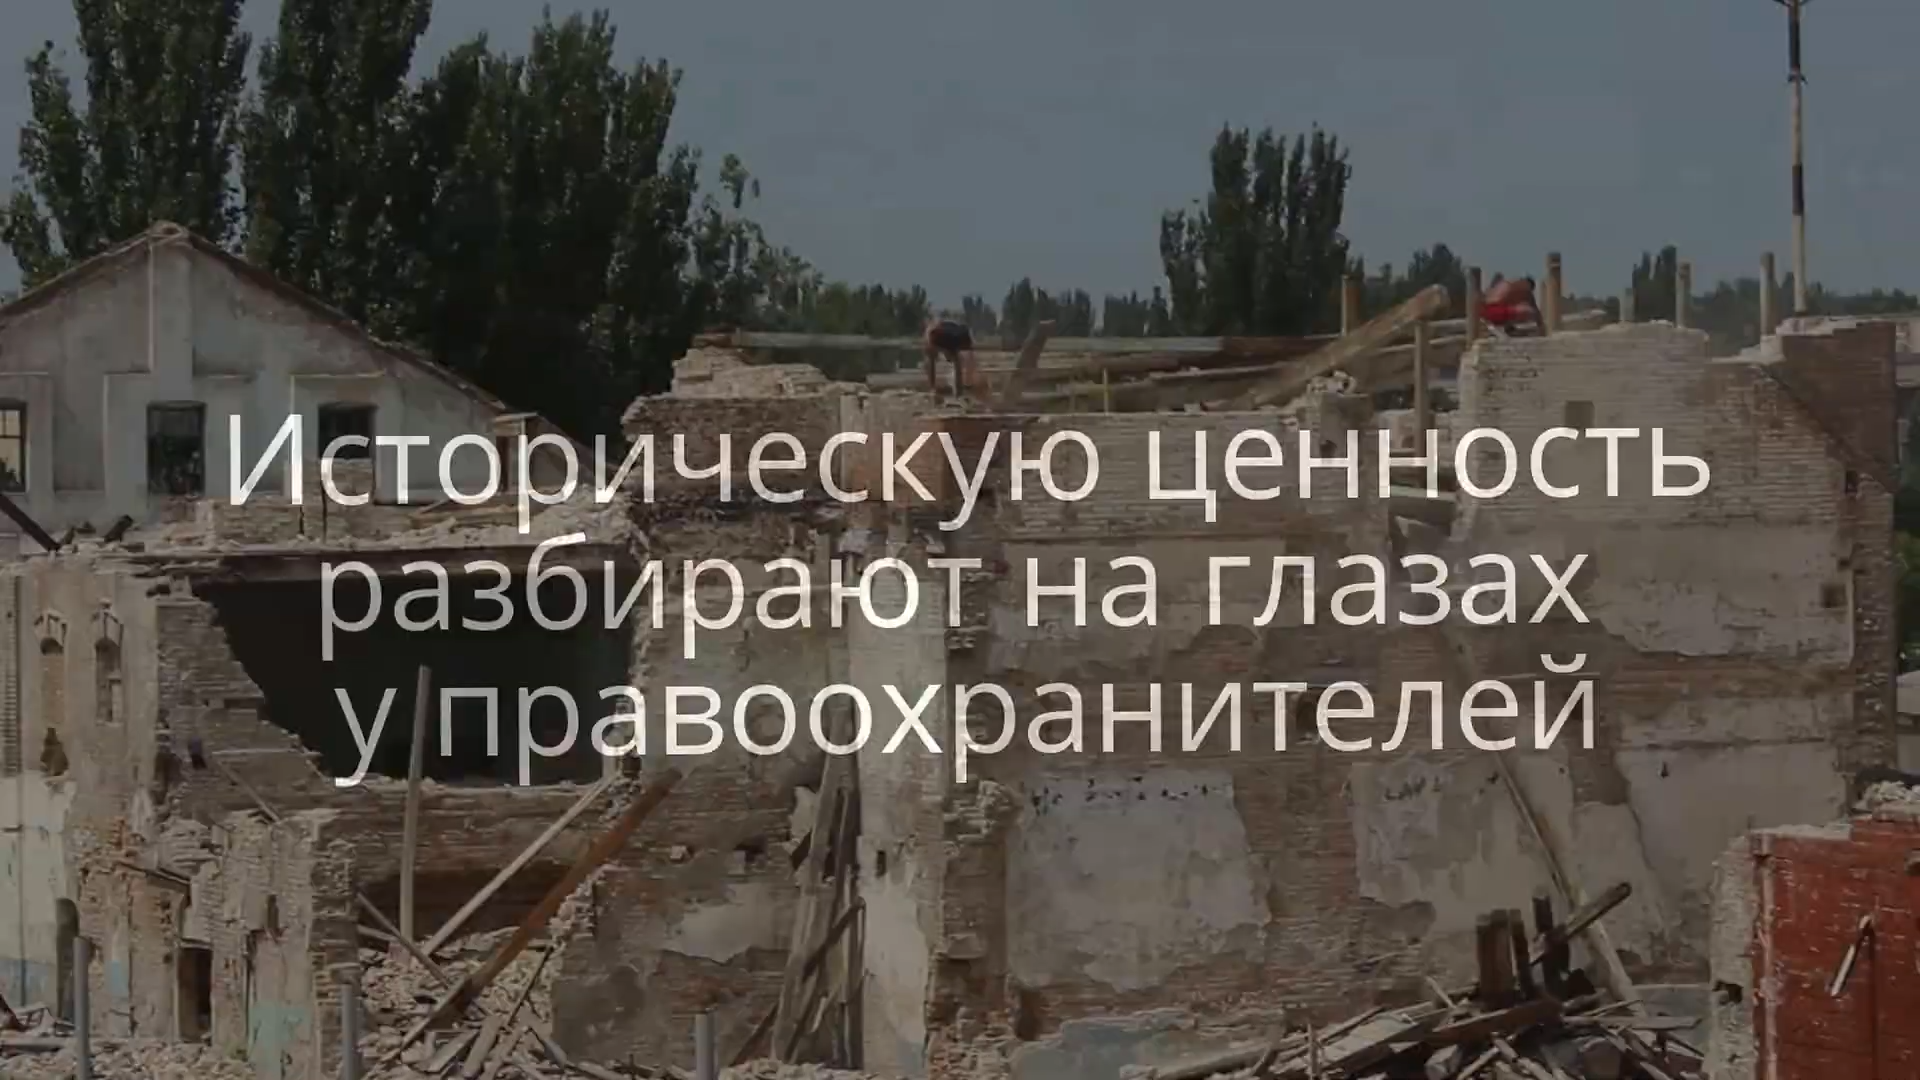 Историческую ценность
разбирают на глазах
у правоохранителей